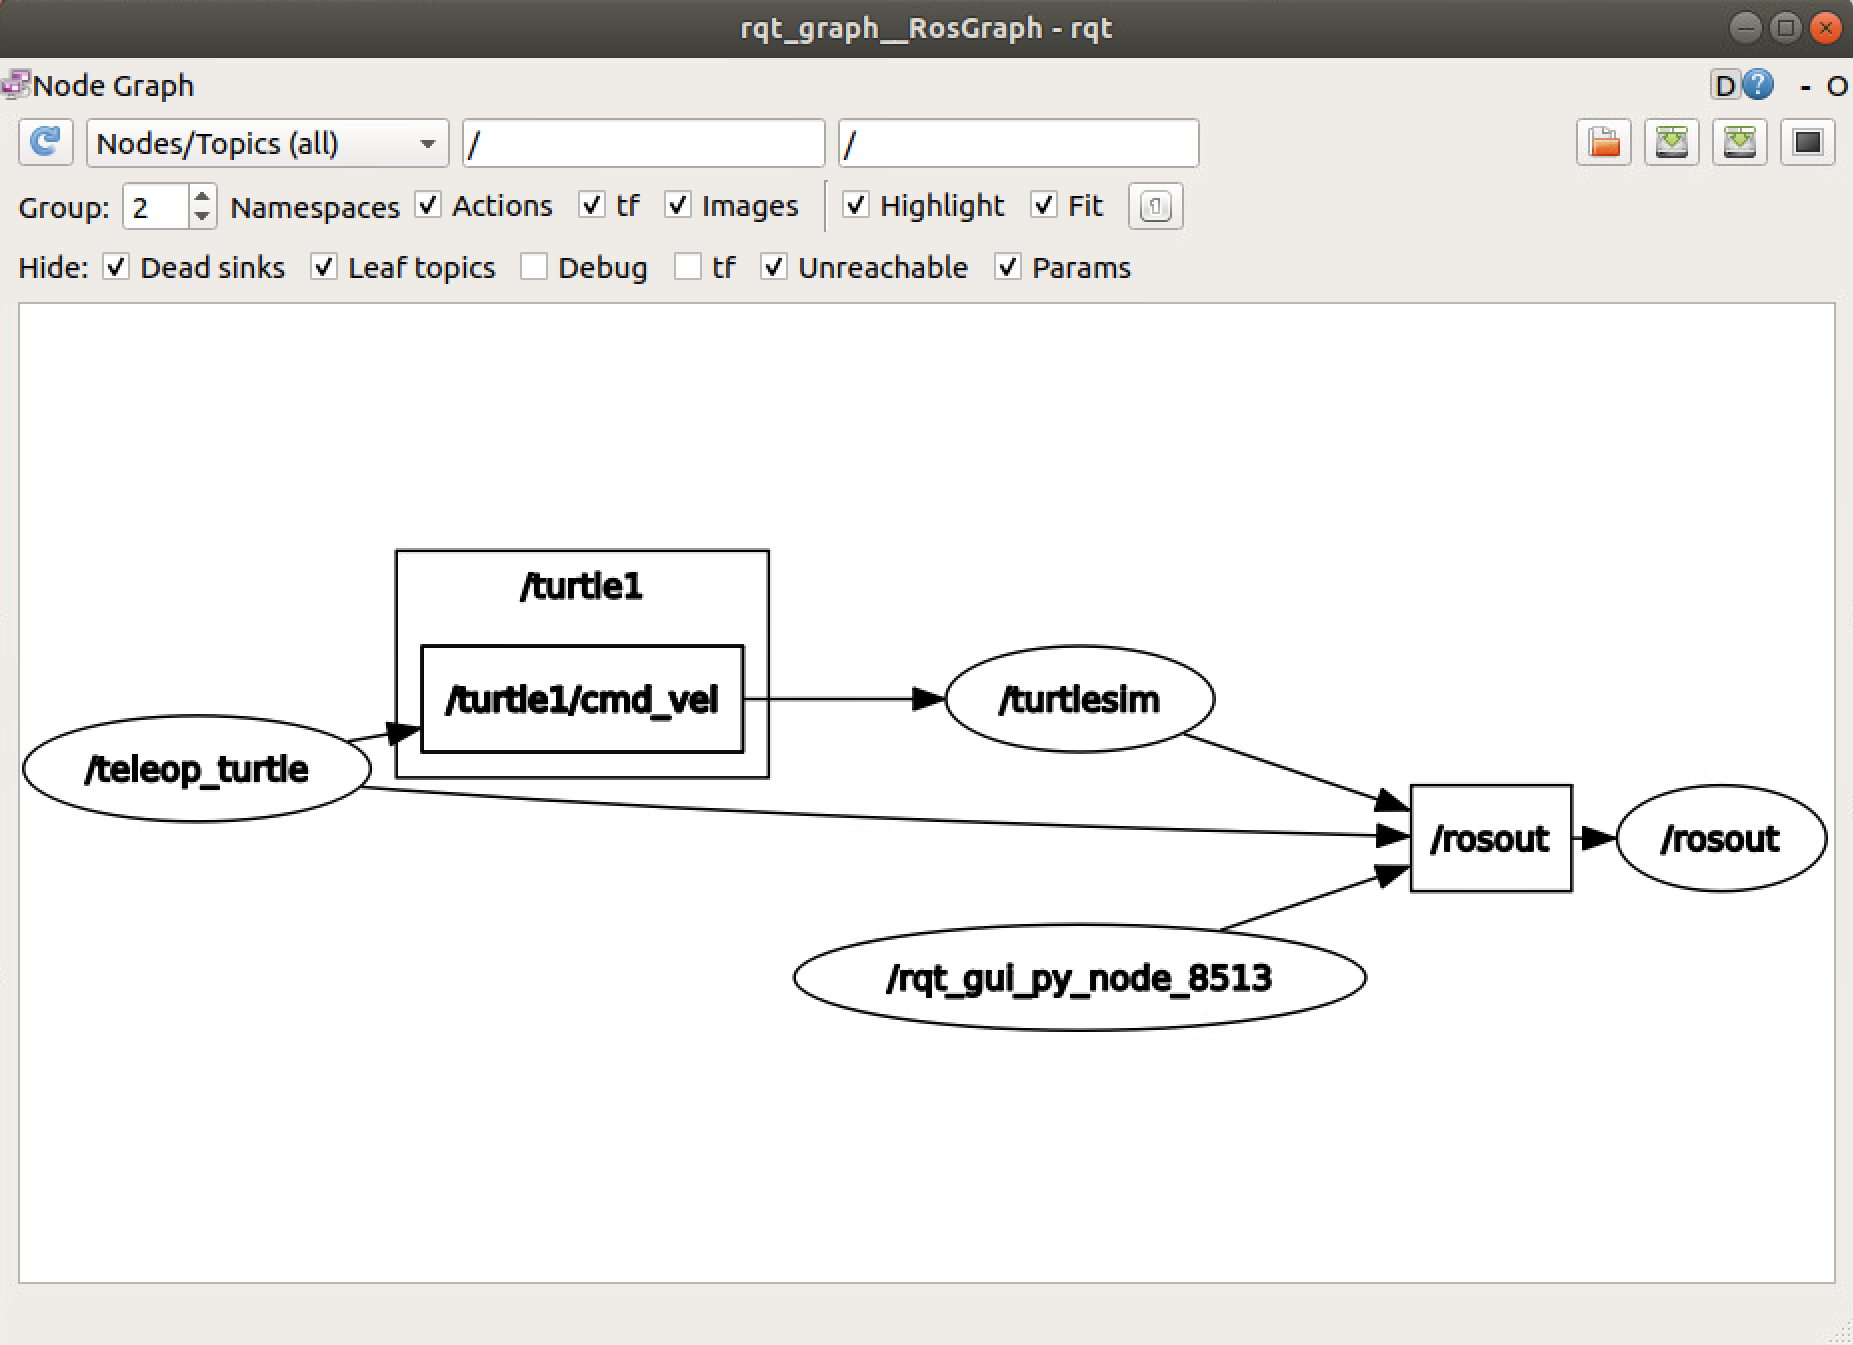 rqt_graph__RosGraph - rqt
Node Graph D ? - O
Nodes/Topics (all) / /
Group: 2 Namespaces Actions tf Images Highlight Fit
Hide: Dead sinks Leaf topics Debug tf Unreachable Params
/turtle1
/turtle1/cmd_vel
/turtlesim
/teleop_turtle
/rosout
/rosout
/rqt_gui_py_node_8513